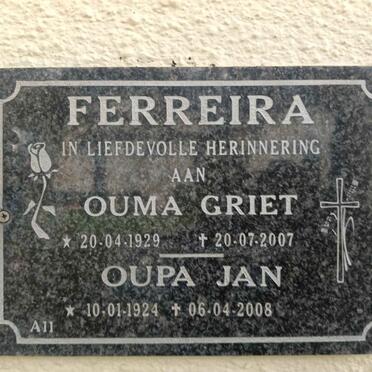 FERREIRA
IN LIEFDEVOLLE HERINNERING
AAN
OUMA GRIET
★ 20-04-1929 ✝ 20-07-2007
OUPA JAN
★ 10-01-1924 ✝ 06-04-2008
A11